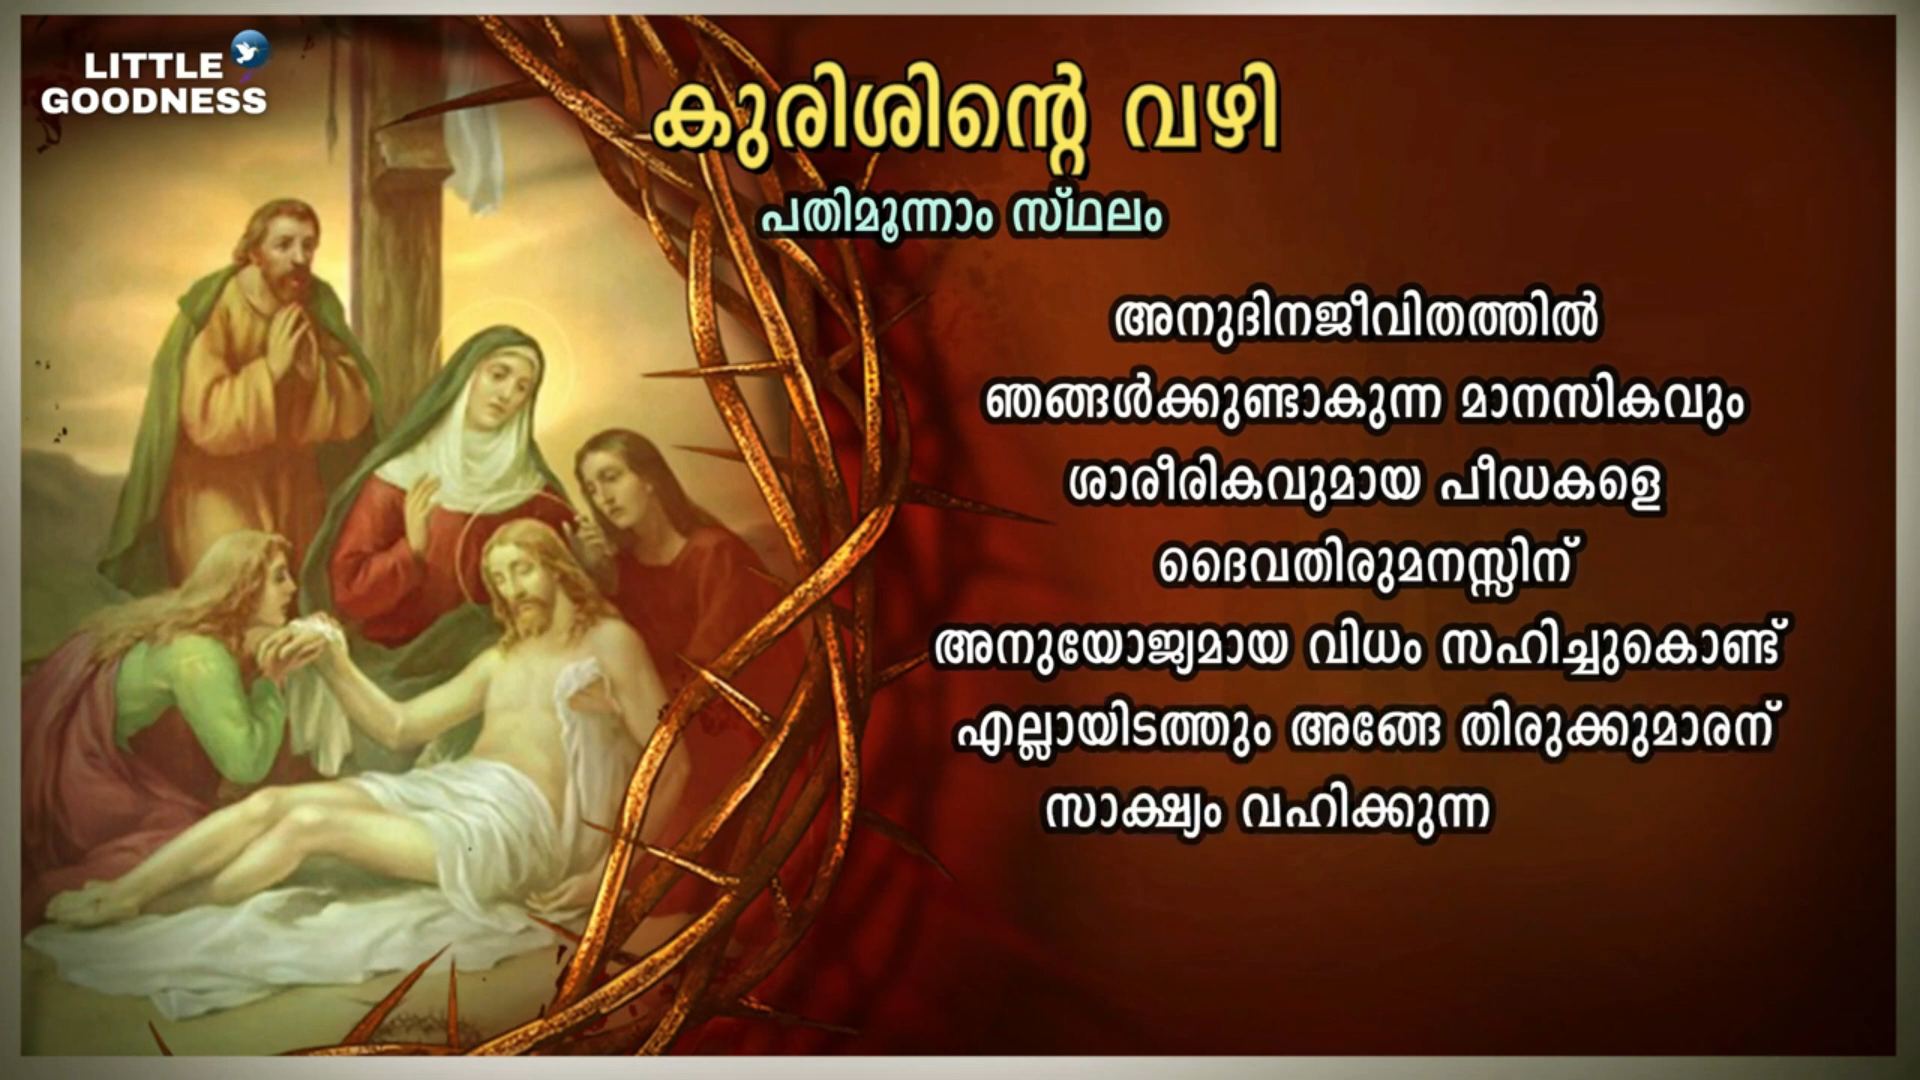 LITTLE
GOODNESS
കുരിശിന്റെ വഴി
പതിമൂന്നാം സ്ഥലം
അനുദിനജീവിതത്തിൽ
ഞങ്ങൾക്കുണ്ടാകുന്ന മാനസികവും
ശാരീരികവുമായ പീഡകളെ
ദൈവതിരുമനസ്സിന്
അനുയോജ്യമായ വിധം സഹിച്ചുകൊണ്ട്
എല്ലായിടത്തും അങ്ങേ തിരുക്കുമാരന്
സാക്ഷ്യം വഹിക്കുന്ന